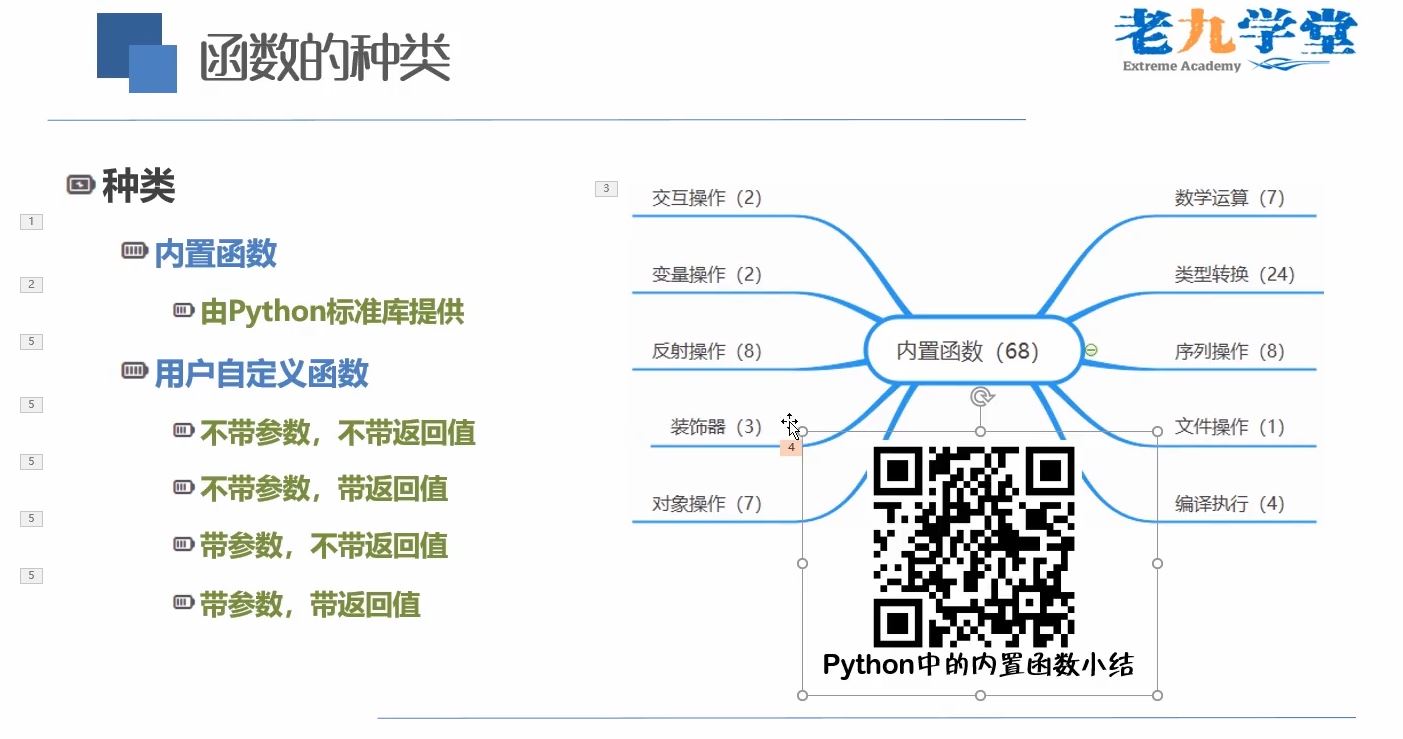 函数的种类
老九学堂
Extreme Academy
种类
1
内置函数
2
由Python标准库提供
5
用户自定义函数
5
不带参数，不带返回值
5
不带参数，带返回值
5
带参数，不带返回值
5
带参数，带返回值
3
交互操作（2）
变量操作（2）
反射操作（8）
装饰器（3）
4
对象操作（7）
内置函数（68）
数学运算（7）
类型转换（24）
序列操作（8）
文件操作（1）
编译执行（4）
Python中的内置函数小结